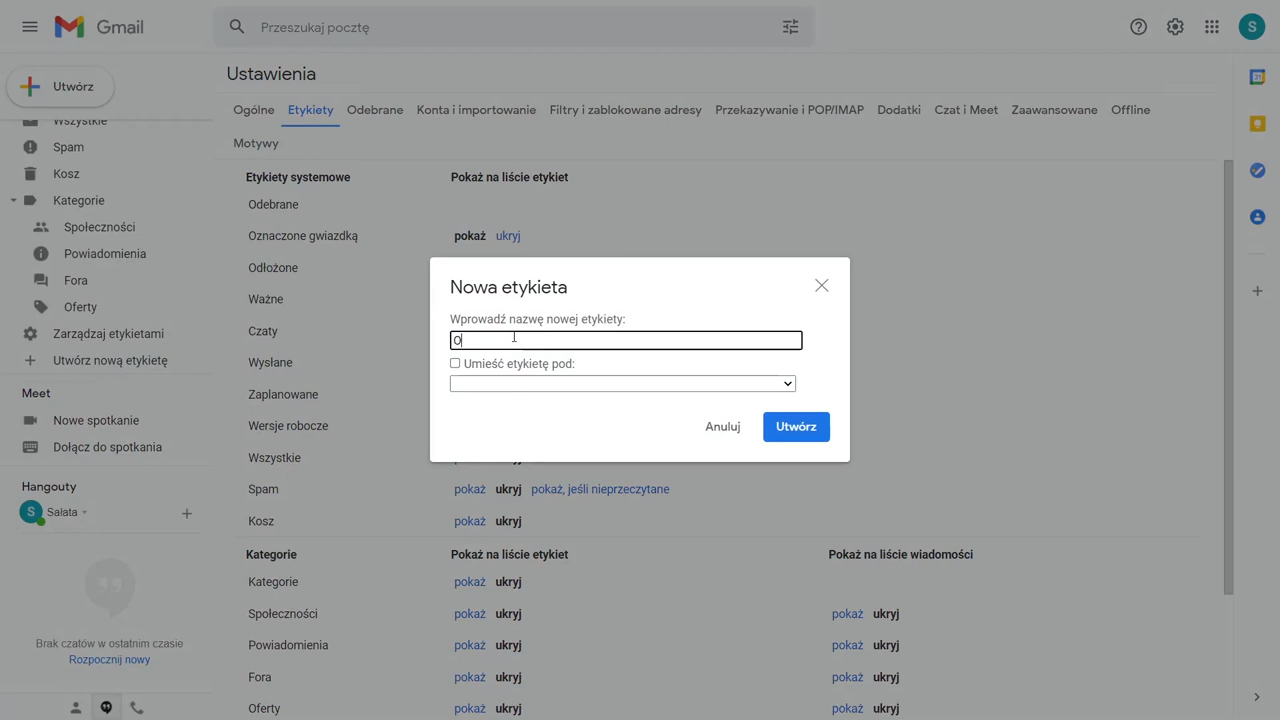 Gmail
Przeszukaj pocztę
S
Utwórz
Wszystkie
Spam
Kosz
Kategorie
Społeczności
Powiadomienia
Fora
Oferty
Zarządzaj etykietami
Utwórz nową etykietę
Meet
Nowe spotkanie
Dołącz do spotkania
Hangouty
S Sałata
Brak czatów w ostatnim czasie
Rozpocznij nowy
Ustawienia
Ogólne Etykiety Odebrane Konta i importowanie Filtry i zablokowane adresy Przekazywanie i POP/IMAP Dodatki Czat i Meet Zaawansowane Offline
Motywy
Etykiety systemowe Pokaż na liście etykiet
Odebrane
Oznaczone gwiazdką pokaż ukryj
Odłożone
Ważne
Czaty
Wysłane
Zaplanowane
Wersje robocze
Wszystkie
Spam pokaż ukryj pokaż, jeśli nieprzeczytane
Kosz pokaż ukryj
Kategorie Pokaż na liście etykiet Pokaż na liście wiadomości
Kategorie pokaż ukryj
Społeczności pokaż ukryj pokaż ukryj
Powiadomienia pokaż ukryj pokaż ukryj
Fora pokaż ukryj pokaż ukryj
Oferty pokaż ukryj pokaż ukryj
Nowa etykieta
Wprowadź nazwę nowej etykiety:
O
Umieść etykietę pod:
Anuluj Utwórz